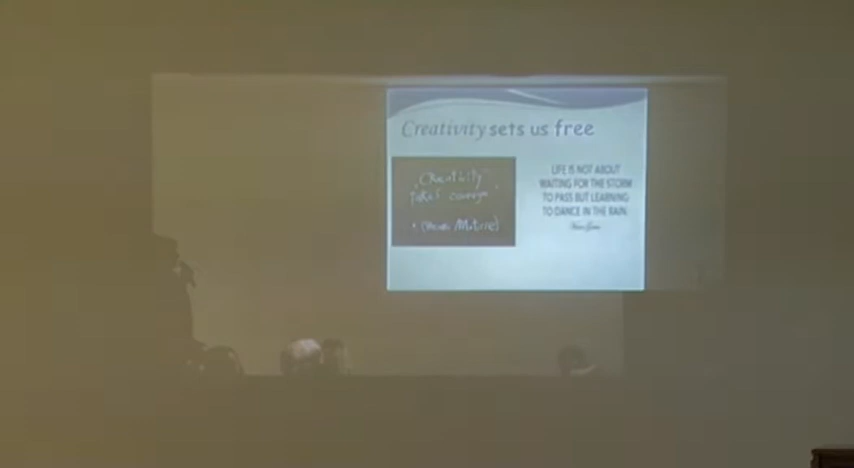 Creativity sets us free
"Creativity
takes courage"
(Henri Matisse)
LIFE IS NOT ABOUT
WAITING FOR THE STORM
TO PASS BUT LEARNING
TO DANCE IN THE RAIN